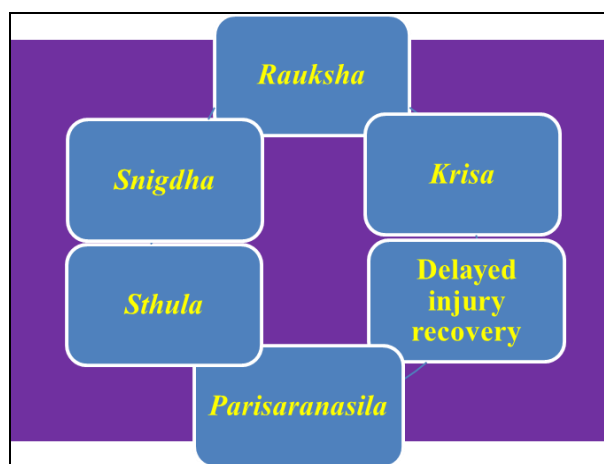 Rauksha
Snigdha
Krisa
Sthula
Delayed
injury
recovery
Parisaranasila